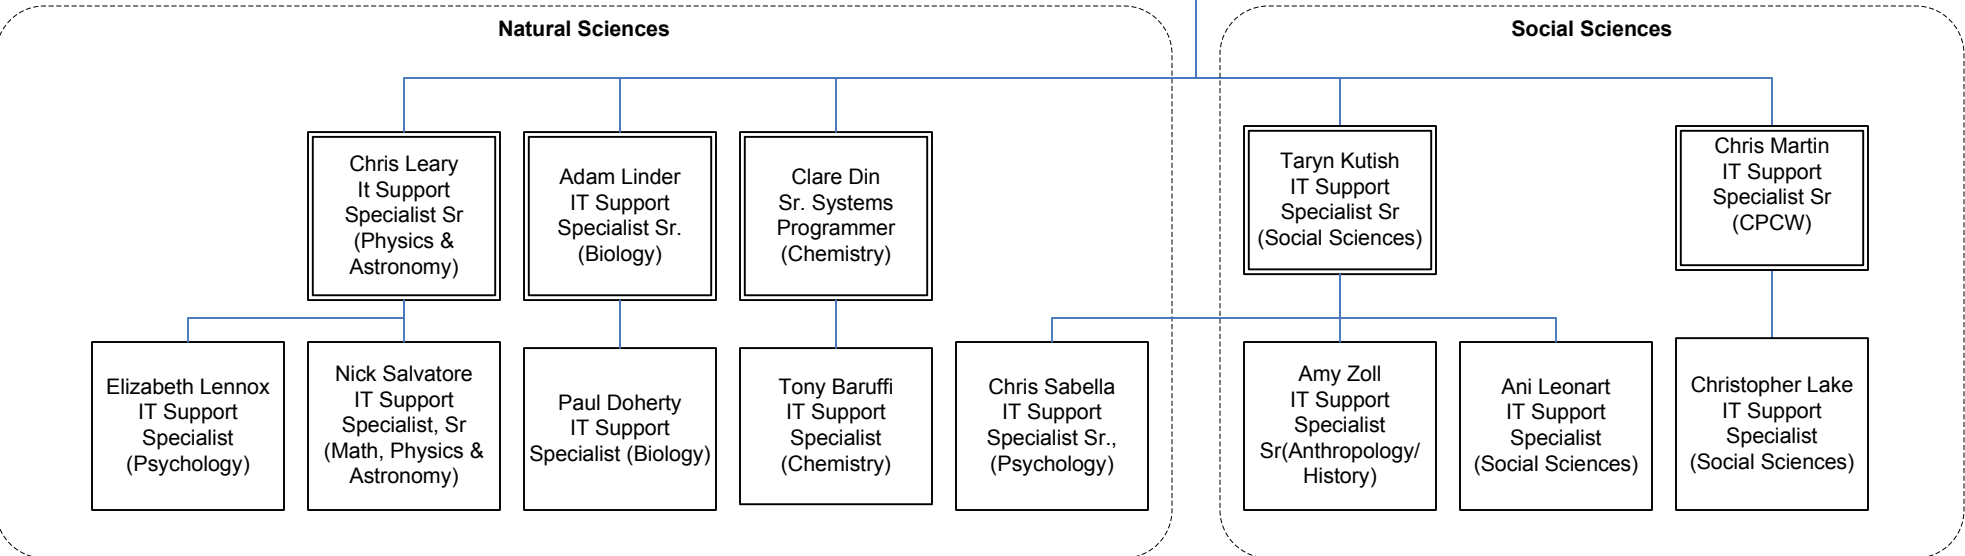 Natural Sciences
Social Sciences
Chris Leary
It Support
Specialist Sr
(Physics &
Astronomy)
Adam Linder
IT Support
Specialist Sr.
(Biology)
Clare Din
Sr. Systems
Programmer
(Chemistry)
Taryn Kutish
IT Support
Specialist Sr
(Social Sciences)
Chris Martin
IT Support
Specialist Sr
(CPCW)
Elizabeth Lennox
IT Support
Specialist
(Psychology)
Nick Salvatore
IT Support
Specialist, Sr
(Math, Physics &
Astronomy)
Paul Doherty
IT Support
Specialist (Biology)
Tony Baruffi
IT Support
Specialist
(Chemistry)
Chris Sabella
IT Support
Specialist Sr.,
(Psychology)
Amy Zoll
IT Support
Specialist
Sr(Anthropology/
History)
Ani Leonart
IT Support
Specialist
(Social Sciences)
Christopher Lake
IT Support
Specialist
(Social Sciences)